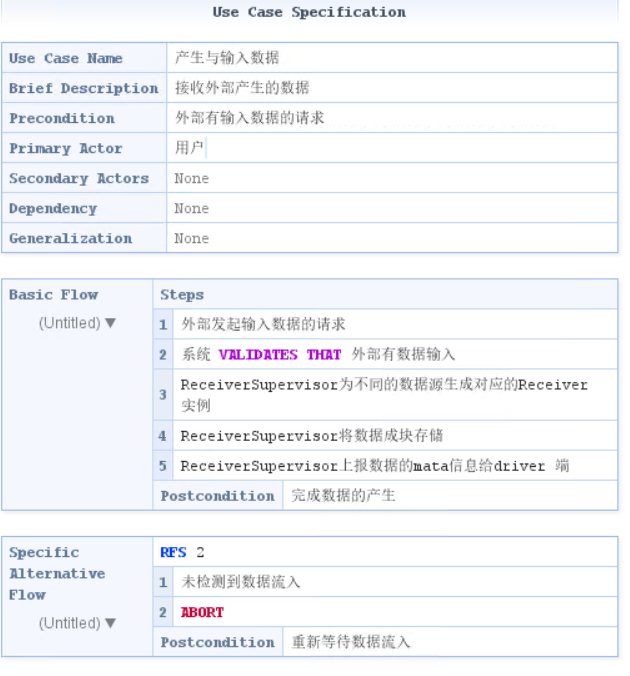 Use Case Specification
Use Case Name 产生与输入数据
Brief Description 接收外部产生的数据
Precondition 外部有输入数据的请求
Primary Actor 用户
Secondary Actors None
Dependency None
Generalization None
Basic Flow Steps
(Untitled) ▼
1 外部发起输入数据的请求
2 系统 VALIDATES THAT 外部有数据输入
3 ReceiverSupervisor为不同的数据源生成对应的Receiver
实例
4 ReceiverSupervisor将数据成块存储
5 ReceiverSupervisor上报数据的mata信息给driver 端
Postcondition 完成数据的产生
Specific
Alternative
Flow
(Untitled) ▼
RFS 2
1 未检测到数据流入
2 ABORT
Postcondition 重新等待数据流入